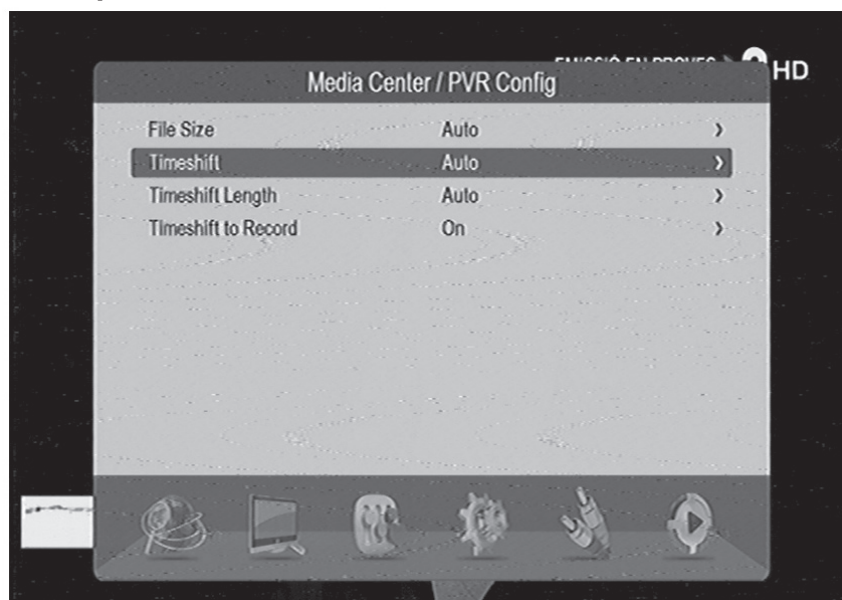 HD
Media Center / PVR Config
File Size Auto
Timeshift Auto
Timeshift Length Auto
Timeshift to Record On